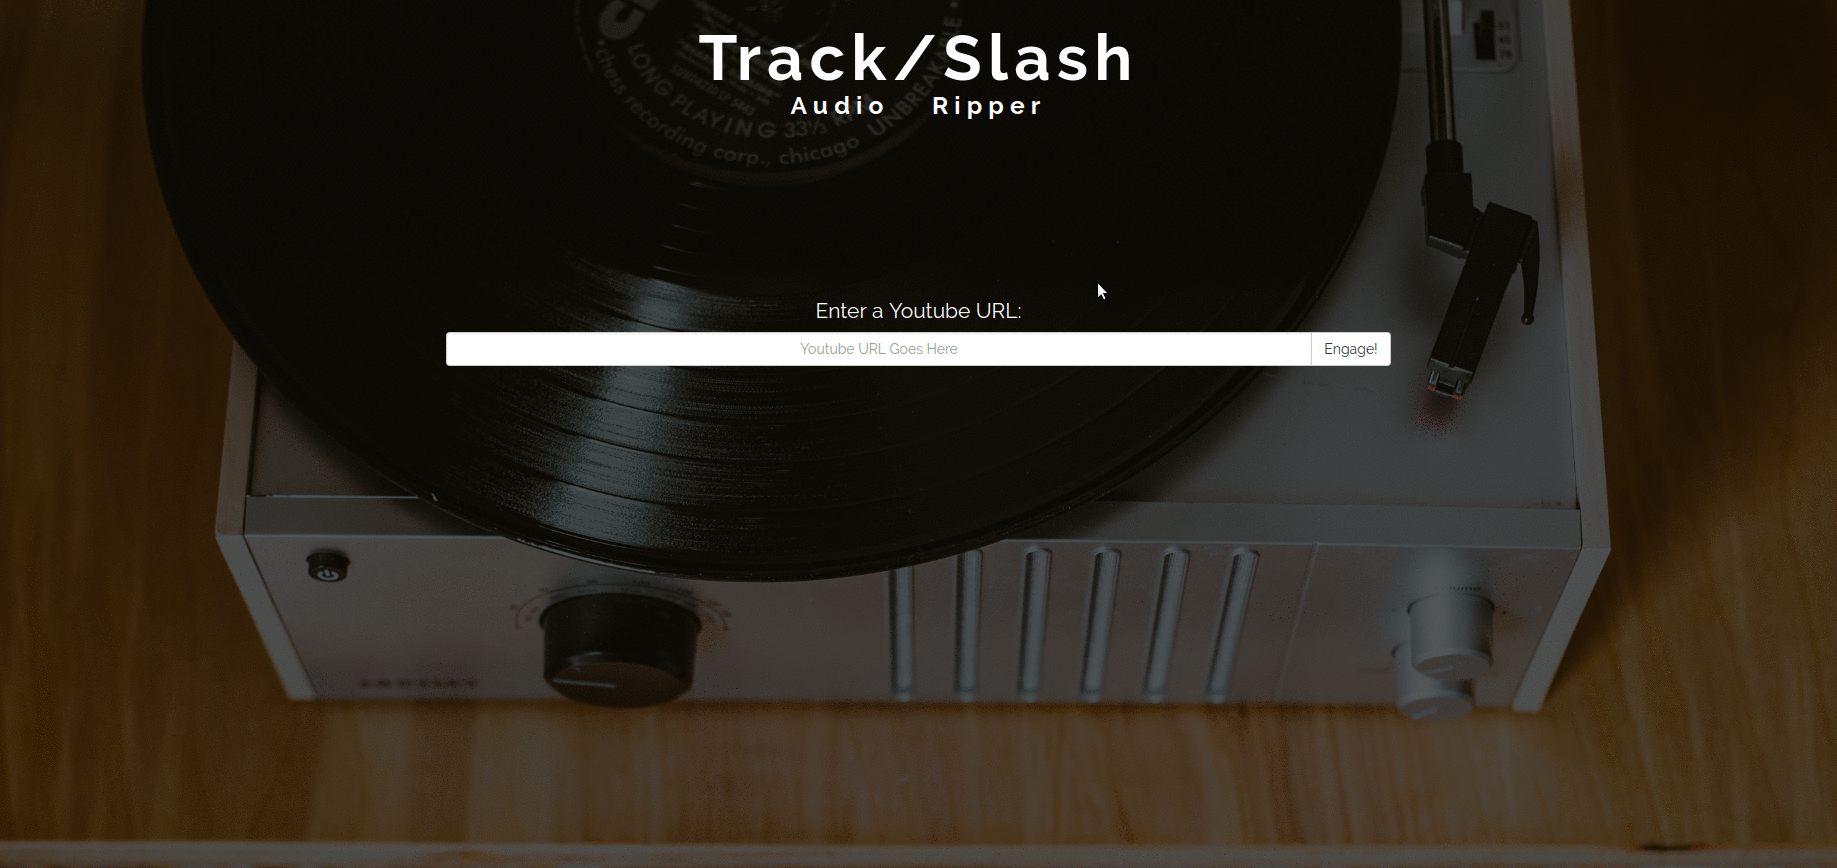 Track/Slash
Audio Ripper
LONG PLAYING 33⅓ RPM
UNBREAKABLE
chess recording corp., chicago
Enter a Youtube URL:
Youtube URL Goes Here
Engage!